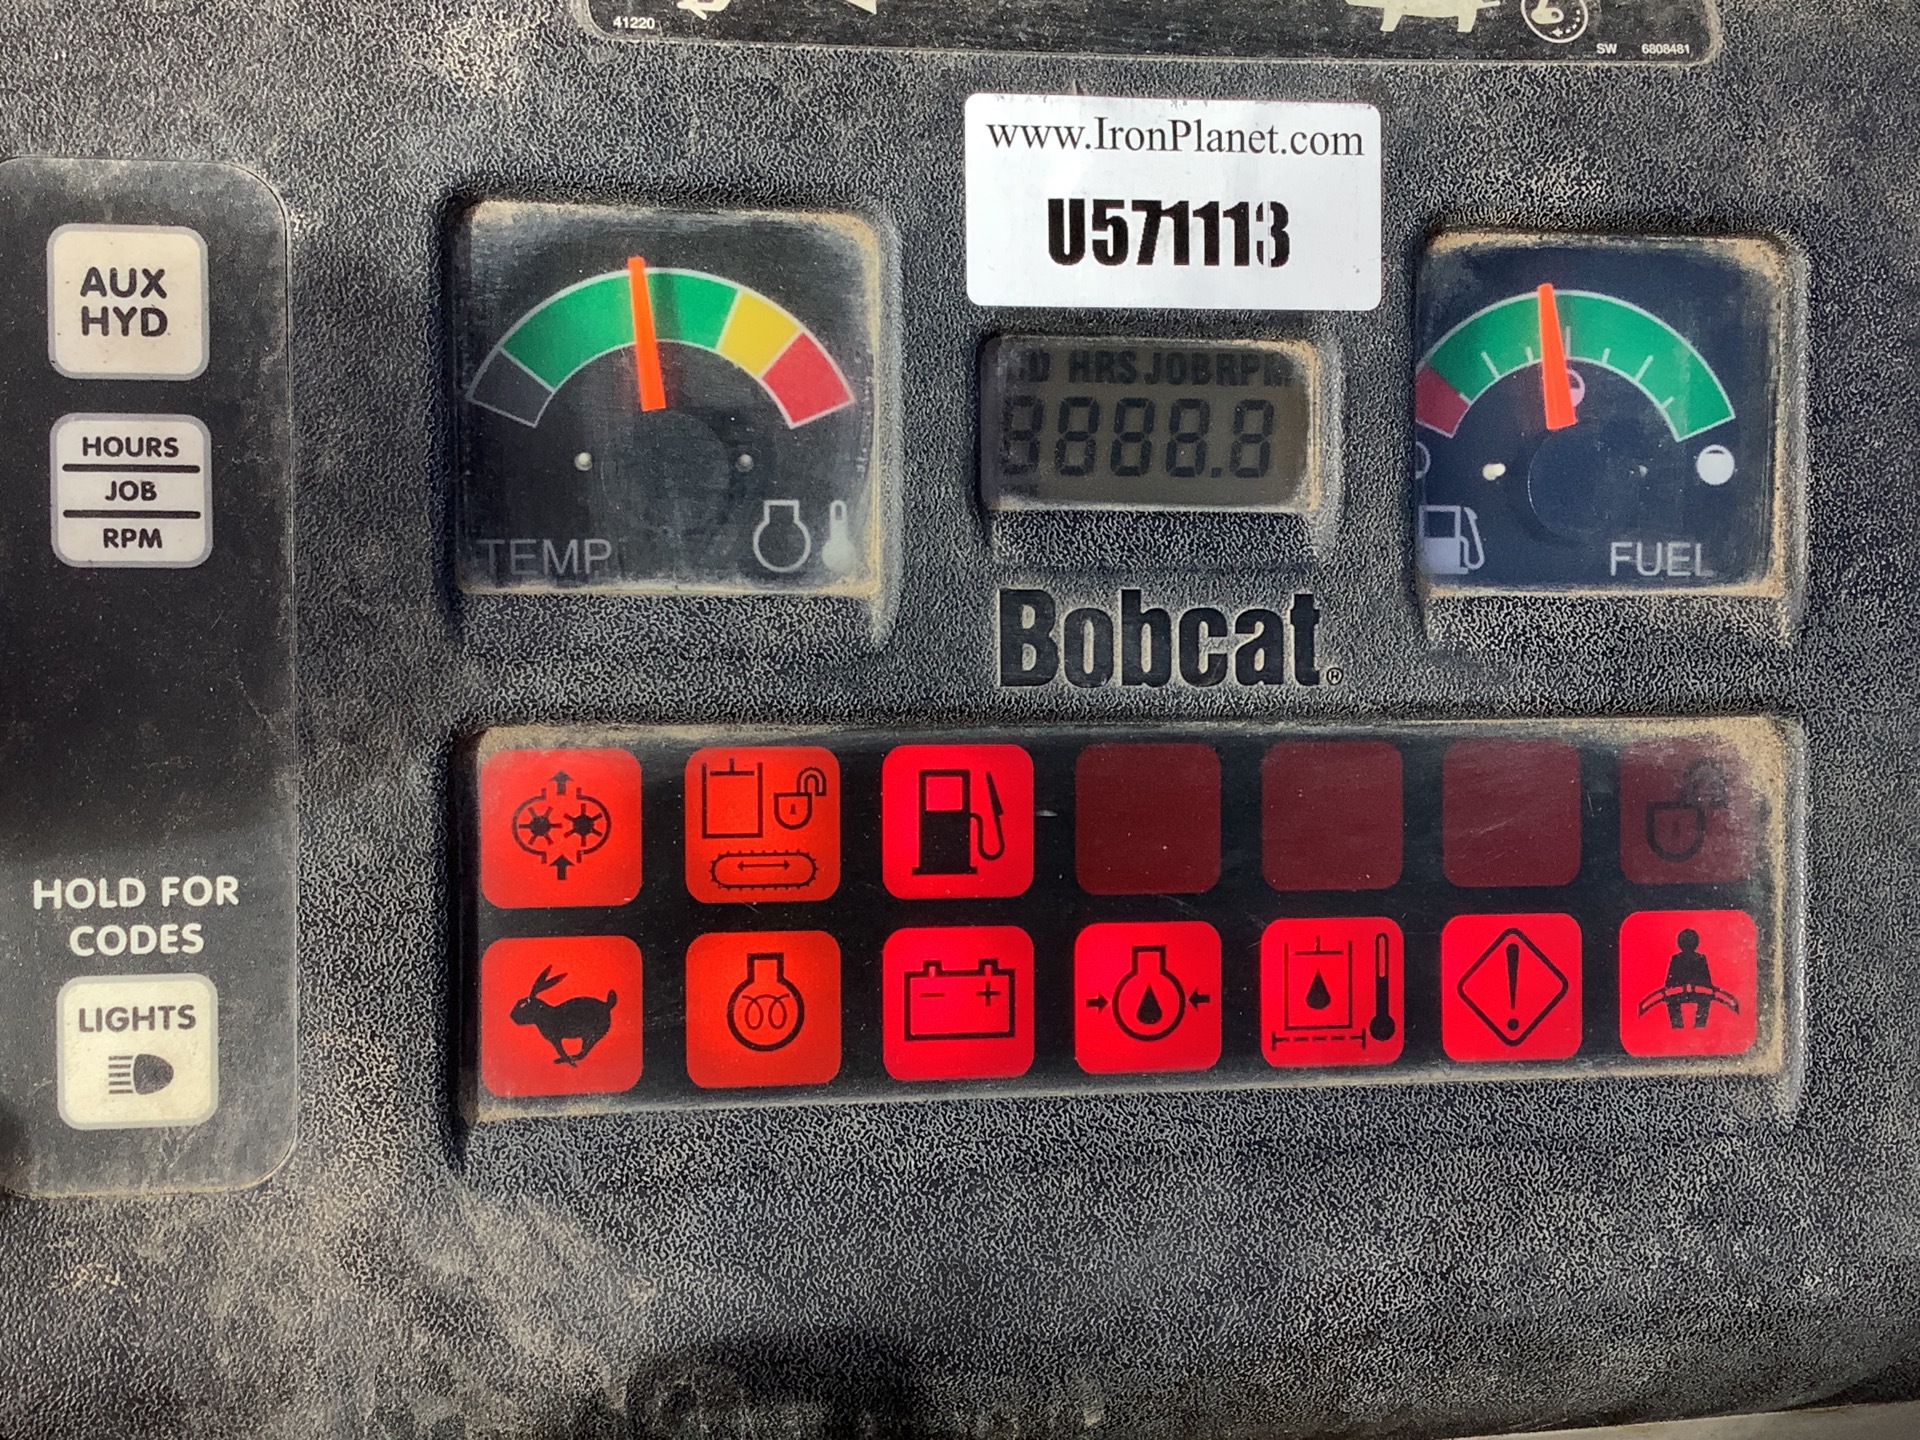 41220
SW 6808481
www.IronPlanet.com
U571113
AUX
HYD
HRS JOB RPM
8888.8
HOURS
JOB
RPM
TEMP
FUEL
Bobcat®
HOLD FOR
CODES
LIGHTS